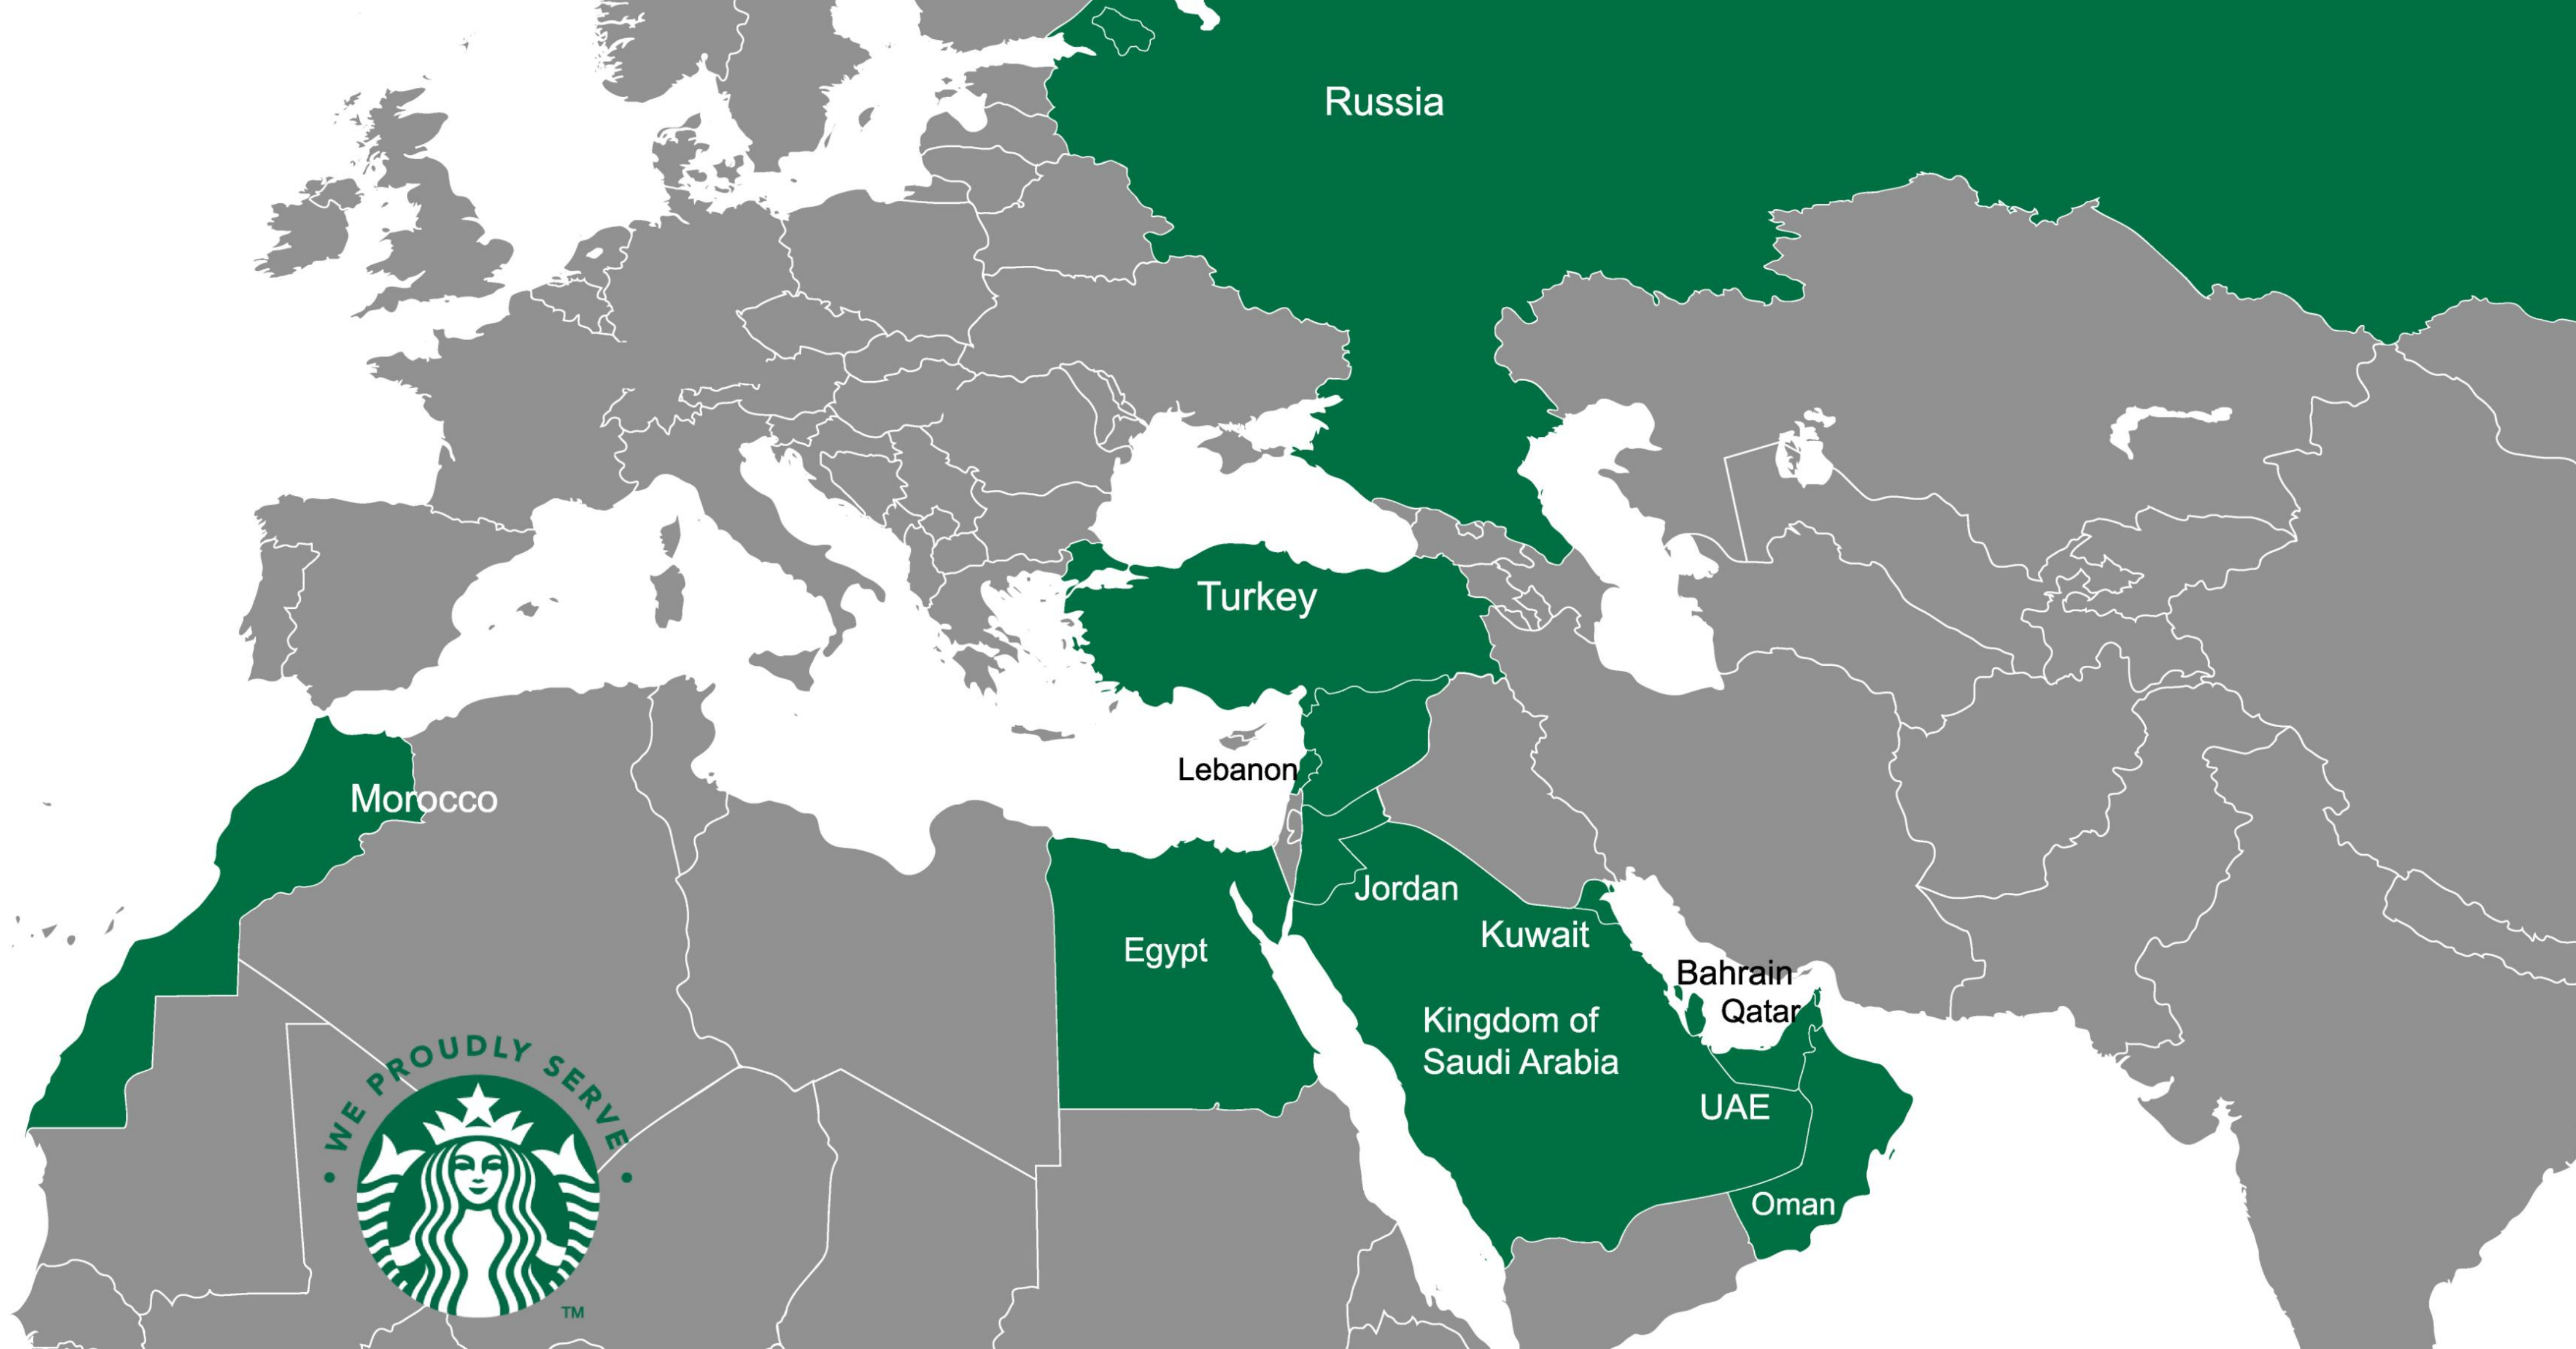 Russia
Turkey
Lebanon
Morocco
Jordan
Kuwait
Egypt
Bahrain
Qatar
Kingdom of
Saudi Arabia
UAE
Oman
• WE PROUDLY SERVE •
TM